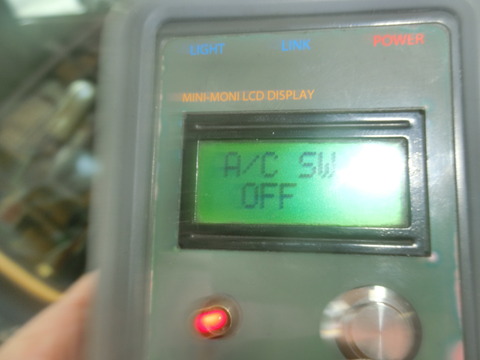 LIGHT LINK POWER
MINI-MONI LCD DISPLAY
A/C SW
OFF